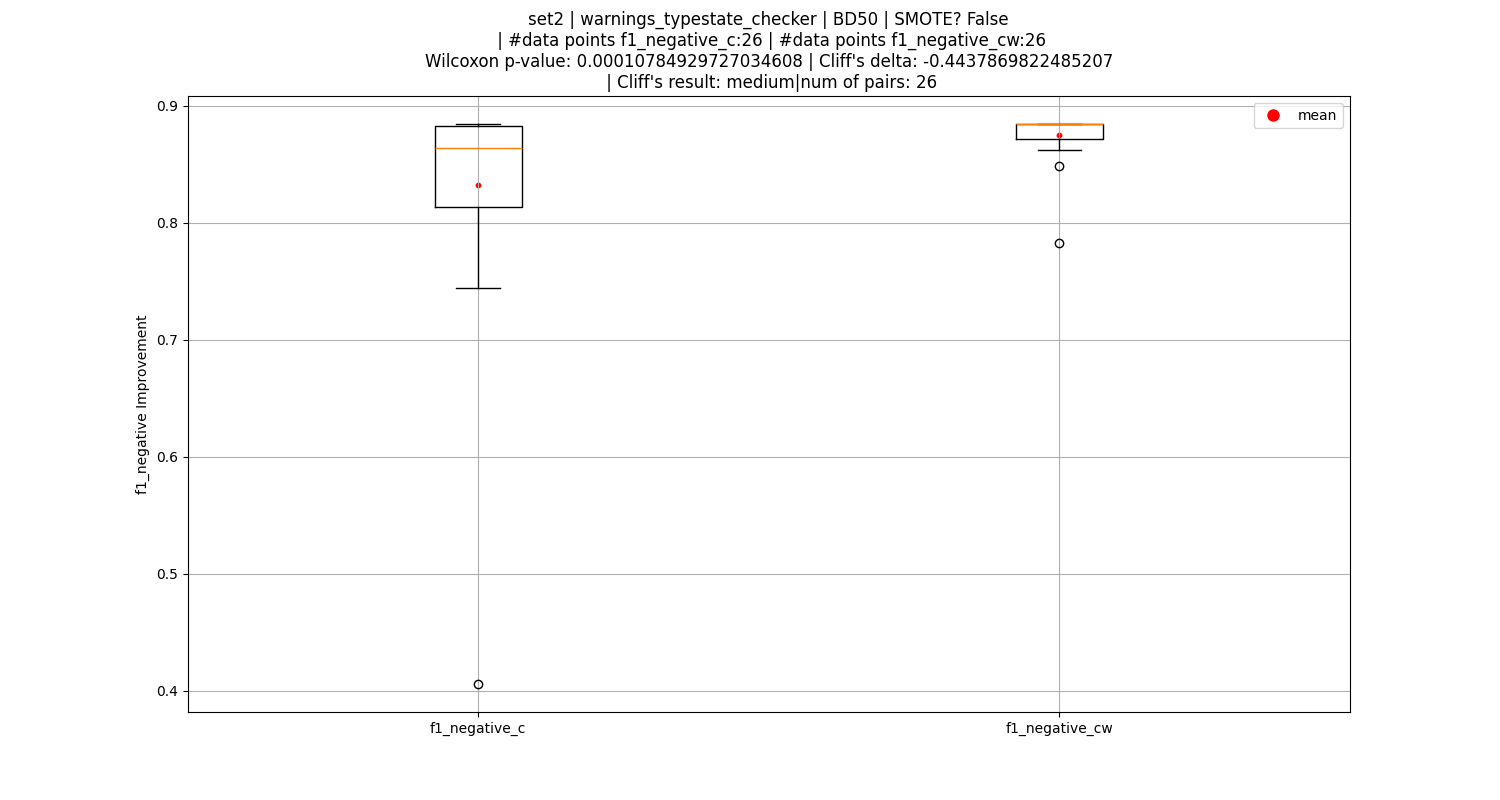 set2 | warnings_typestate_checker | BD50 | SMOTE? False
| #data points f1_negative_c:26 | #data points f1_negative_cw:26
Wilcoxon p-value: 0.00010784929727034608 | Cliff's delta: -0.4437869822485207
| Cliff's result: medium|num of pairs: 26
mean
0.9
0.8
0.7
0.6
0.5
0.4
f1_negative Improvement
f1_negative_c
f1_negative_cw